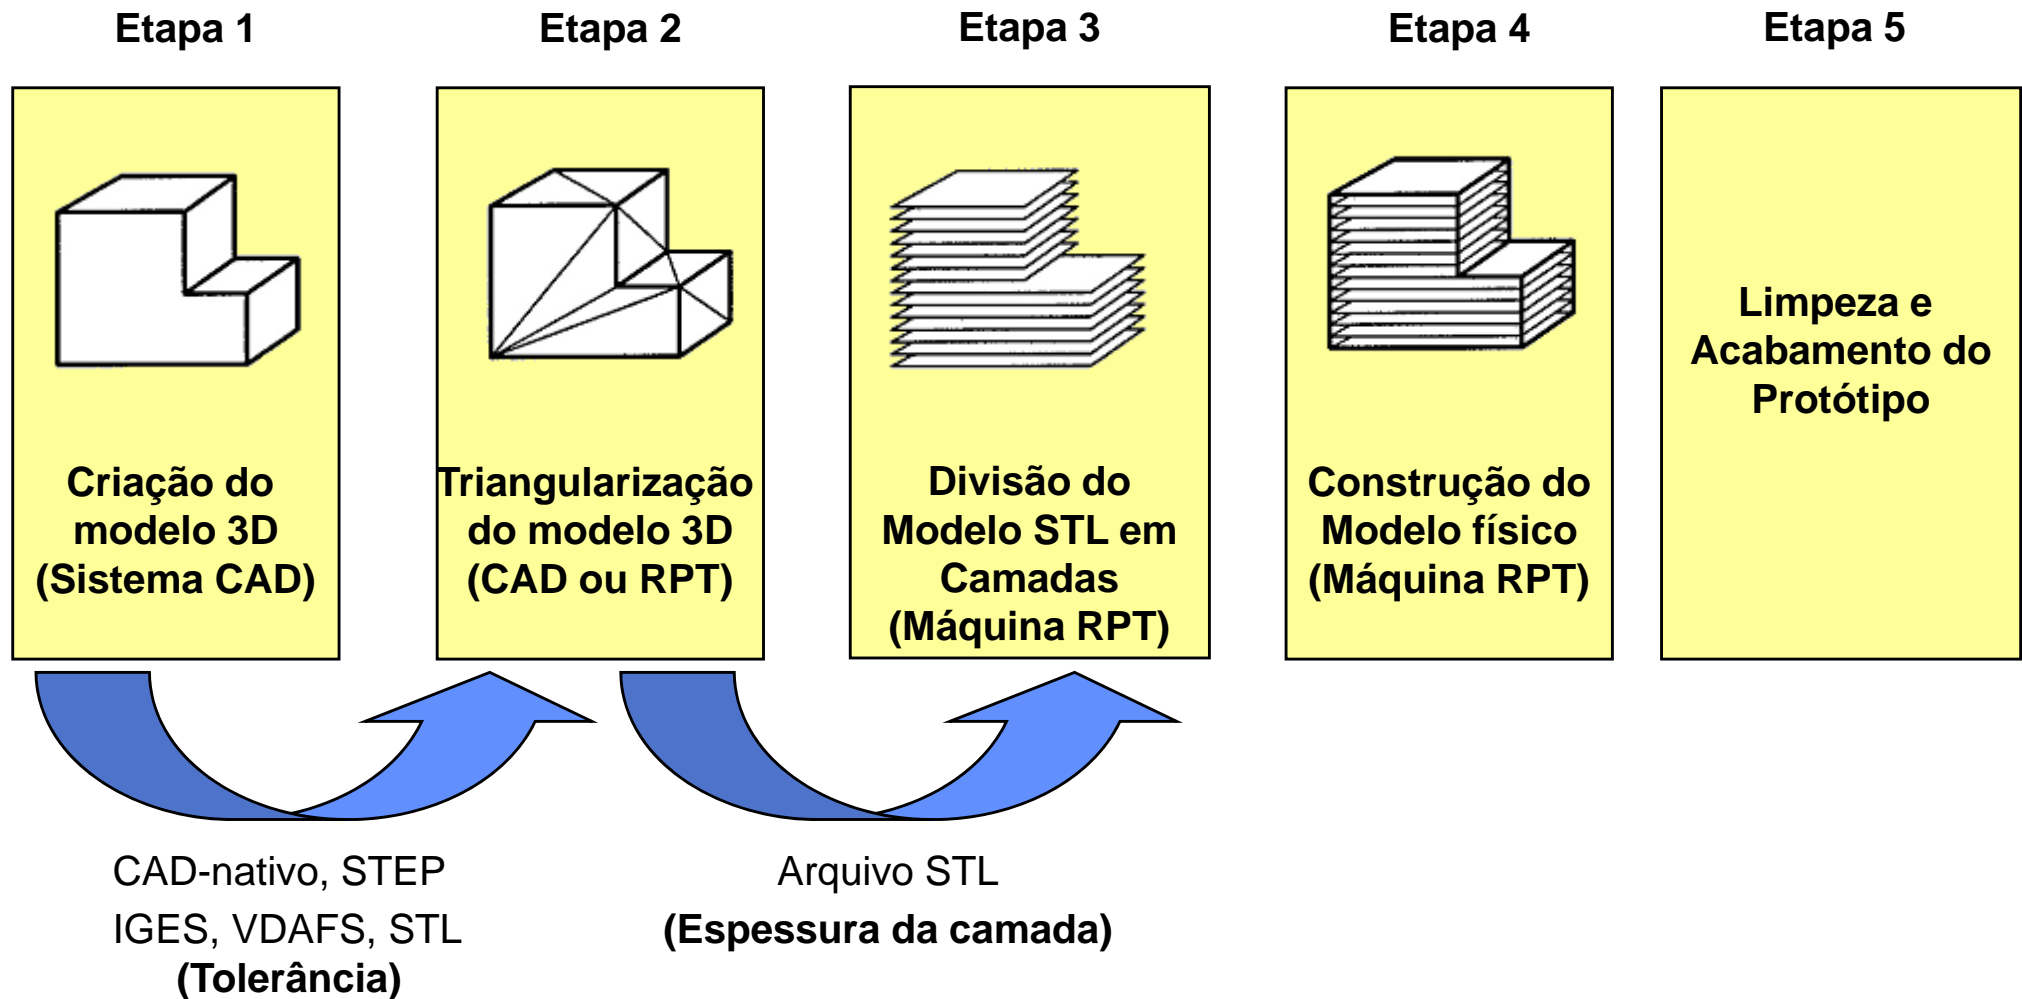 Etapa 1
Etapa 2
Etapa 3
Etapa 4
Etapa 5
Criação do
modelo 3D
(Sistema CAD)
Triangularização
do modelo 3D
(CAD ou RPT)
Divisão do
Modelo STL em
Camadas
(Máquina RPT)
Construção do
Modelo físico
(Máquina RPT)
Limpeza e
Acabamento do
Protótipo
CAD-nativo, STEP
IGES, VDAFS, STL
(Tolerância)
Arquivo STL
(Espessura da camada)